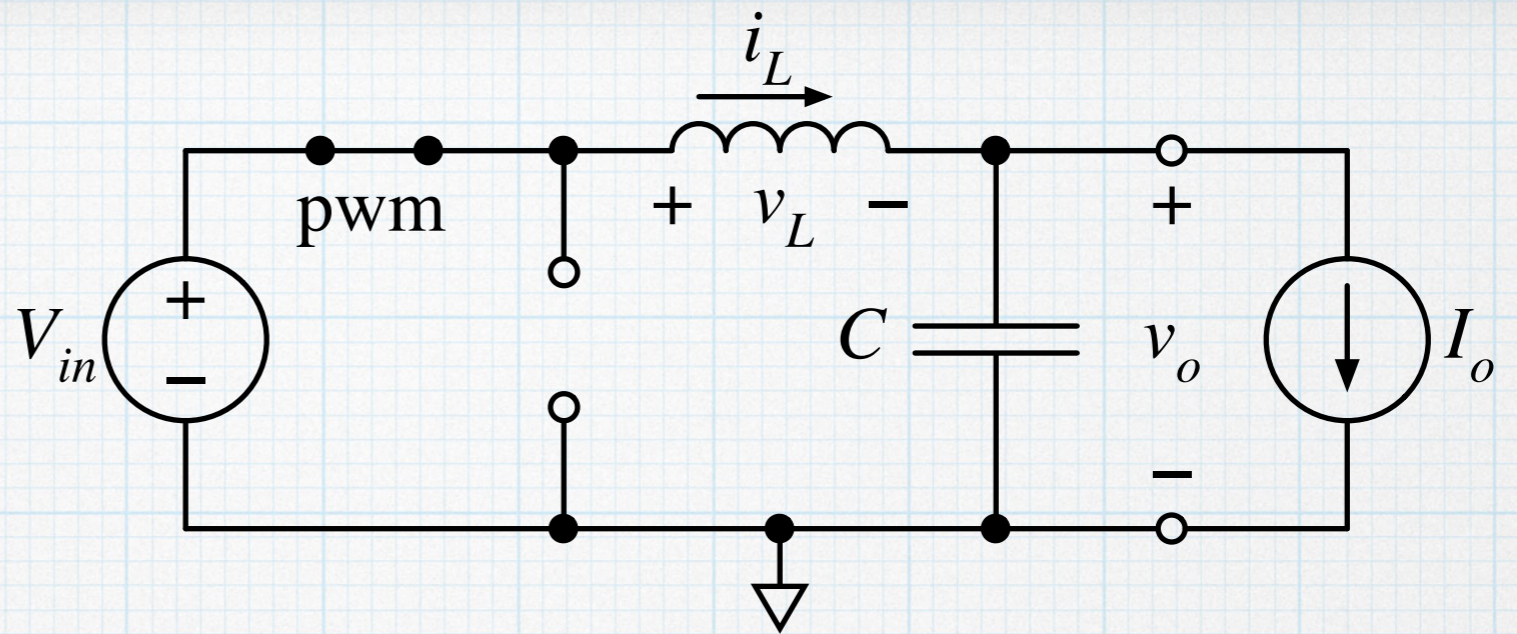 i_L
pwm
+ v_L −
+
V_in
+
−
C
v_o
I_o
−